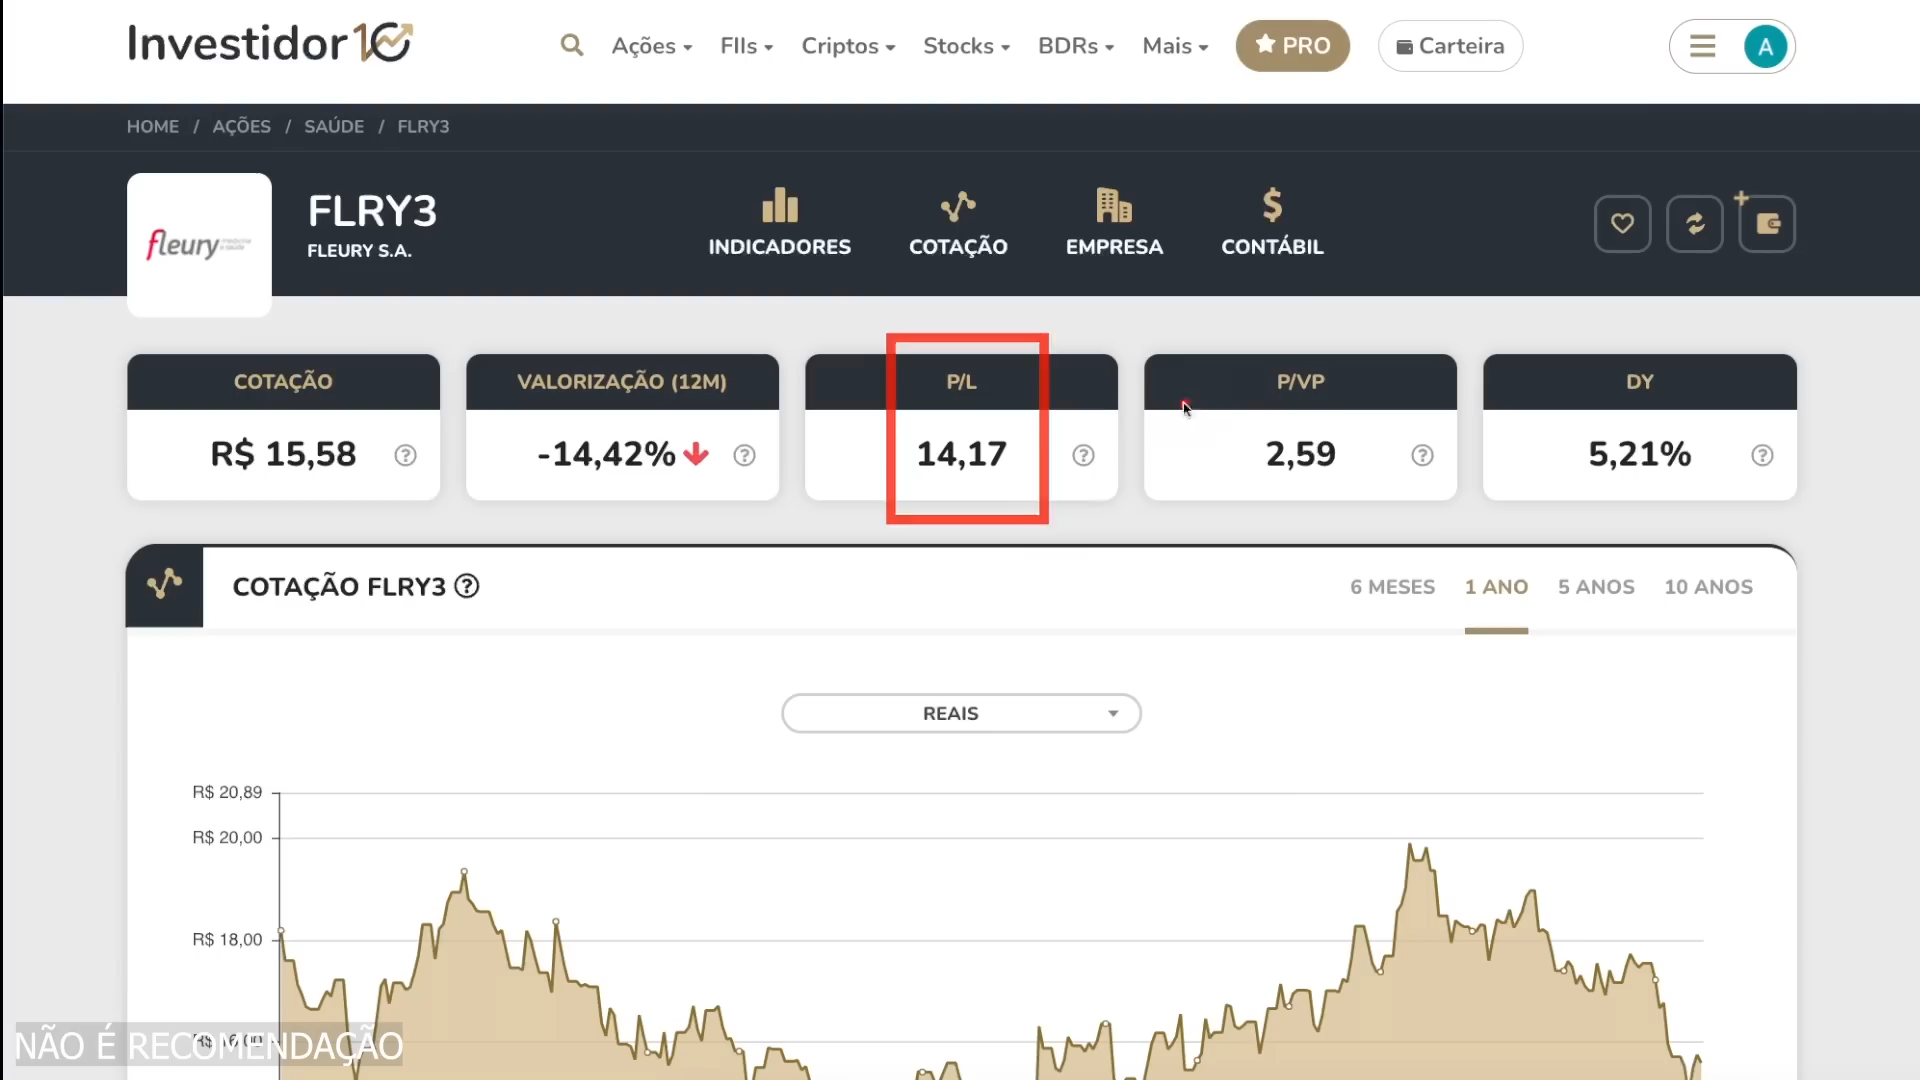 Investidor 10
Ações FIIs Criptos Stocks BDRs Mais PRO Carteira A
HOME / AÇÕES / SAÚDE / FLRY3
fleury
FLRY3
FLEURY S.A.
INDICADORES COTAÇÃO EMPRESA CONTÁBIL
COTAÇÃO VALORIZAÇÃO (12M) P/L P/VP DY
R$ 15,58 ? -14,42% ? 14,17 ? 2,59 ? 5,21% ?
COTAÇÃO FLRY3 ? 6 MESES 1 ANO 5 ANOS 10 ANOS
REAIS
R$ 20,89
R$ 20,00
R$ 18,00
NÃO É RECOMENDAÇÃO